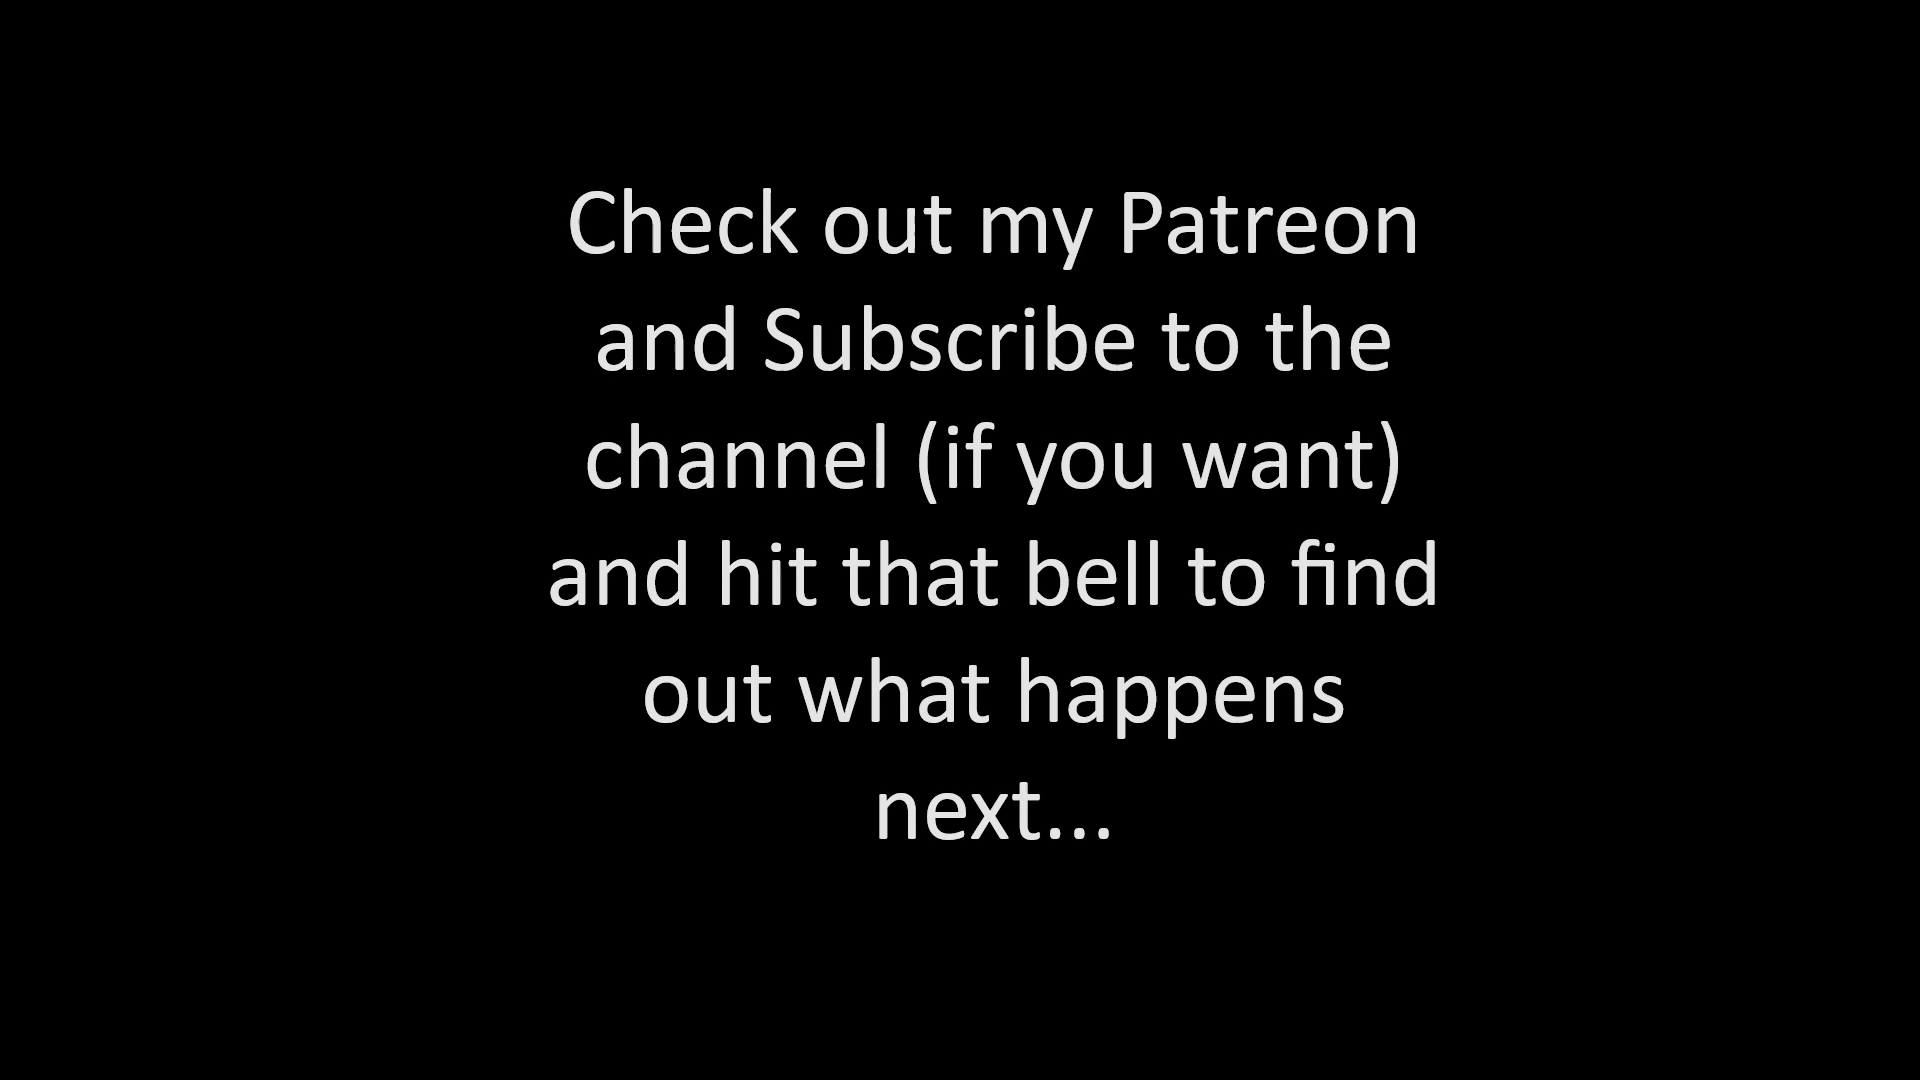 Check out my Patreon
and Subscribe to the
channel (if you want)
and hit that bell to find
out what happens
next...